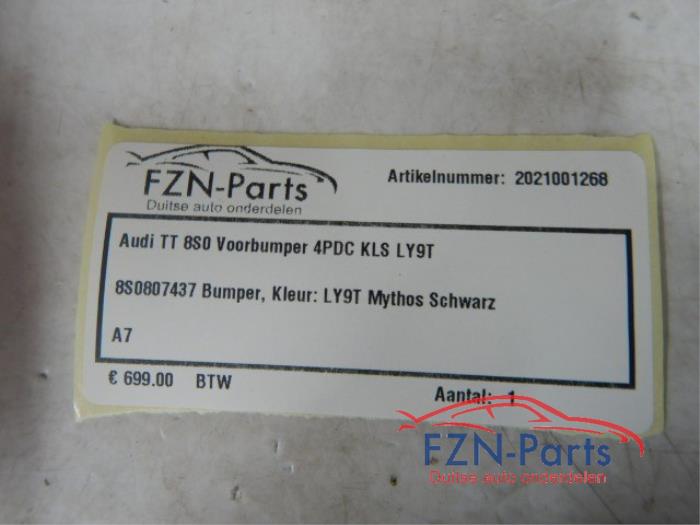 FZN-Parts
Duitse auto onderdelen
Artikelnummer: 2021001268
Audi TT 8S0 Voorbumper 4PDC KLS LY9T
8S0807437 Bumper, Kleur: LY9T Mythos Schwarz
A7
€ 699.00 BTW
Aantal: 1
FZN-Parts
Duitse auto onderdelen